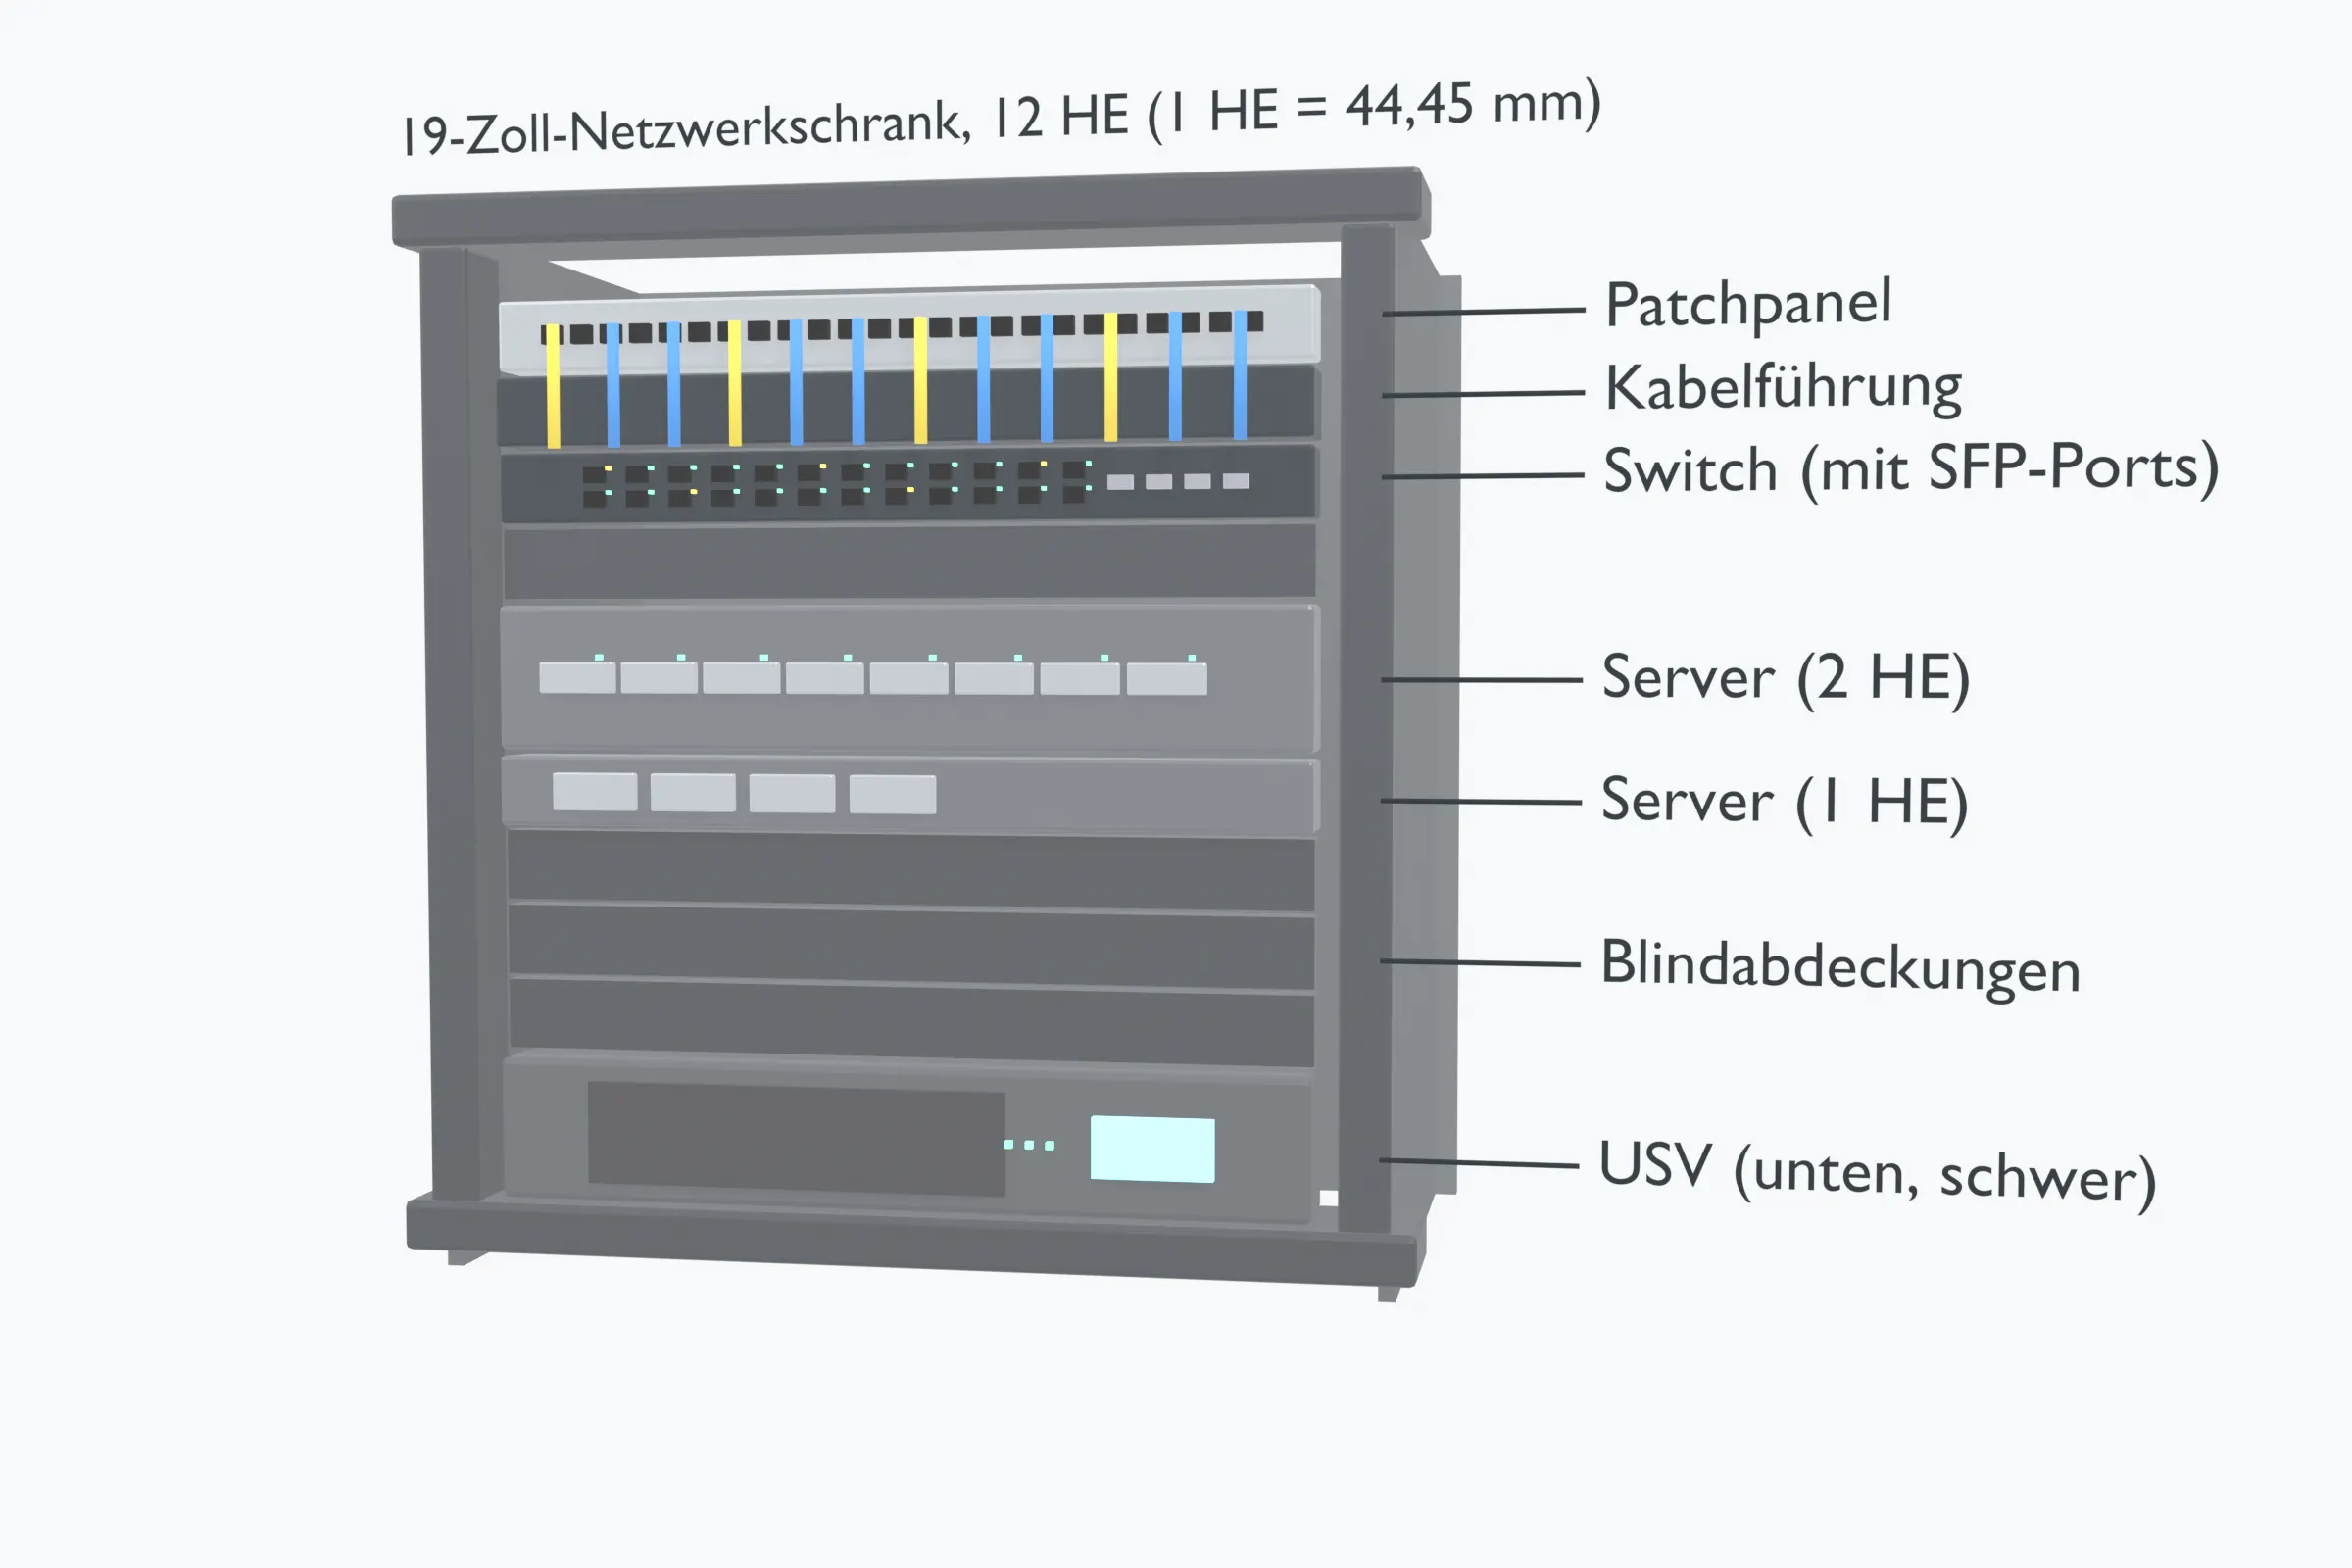 19-Zoll-Netzwerkschrank, 12 HE (1 HE = 44,45 mm)
Patchpanel
Kabelführung
Switch (mit SFP-Ports)
Server (2 HE)
Server (1 HE)
Blindabdeckungen
USV (unten, schwer)